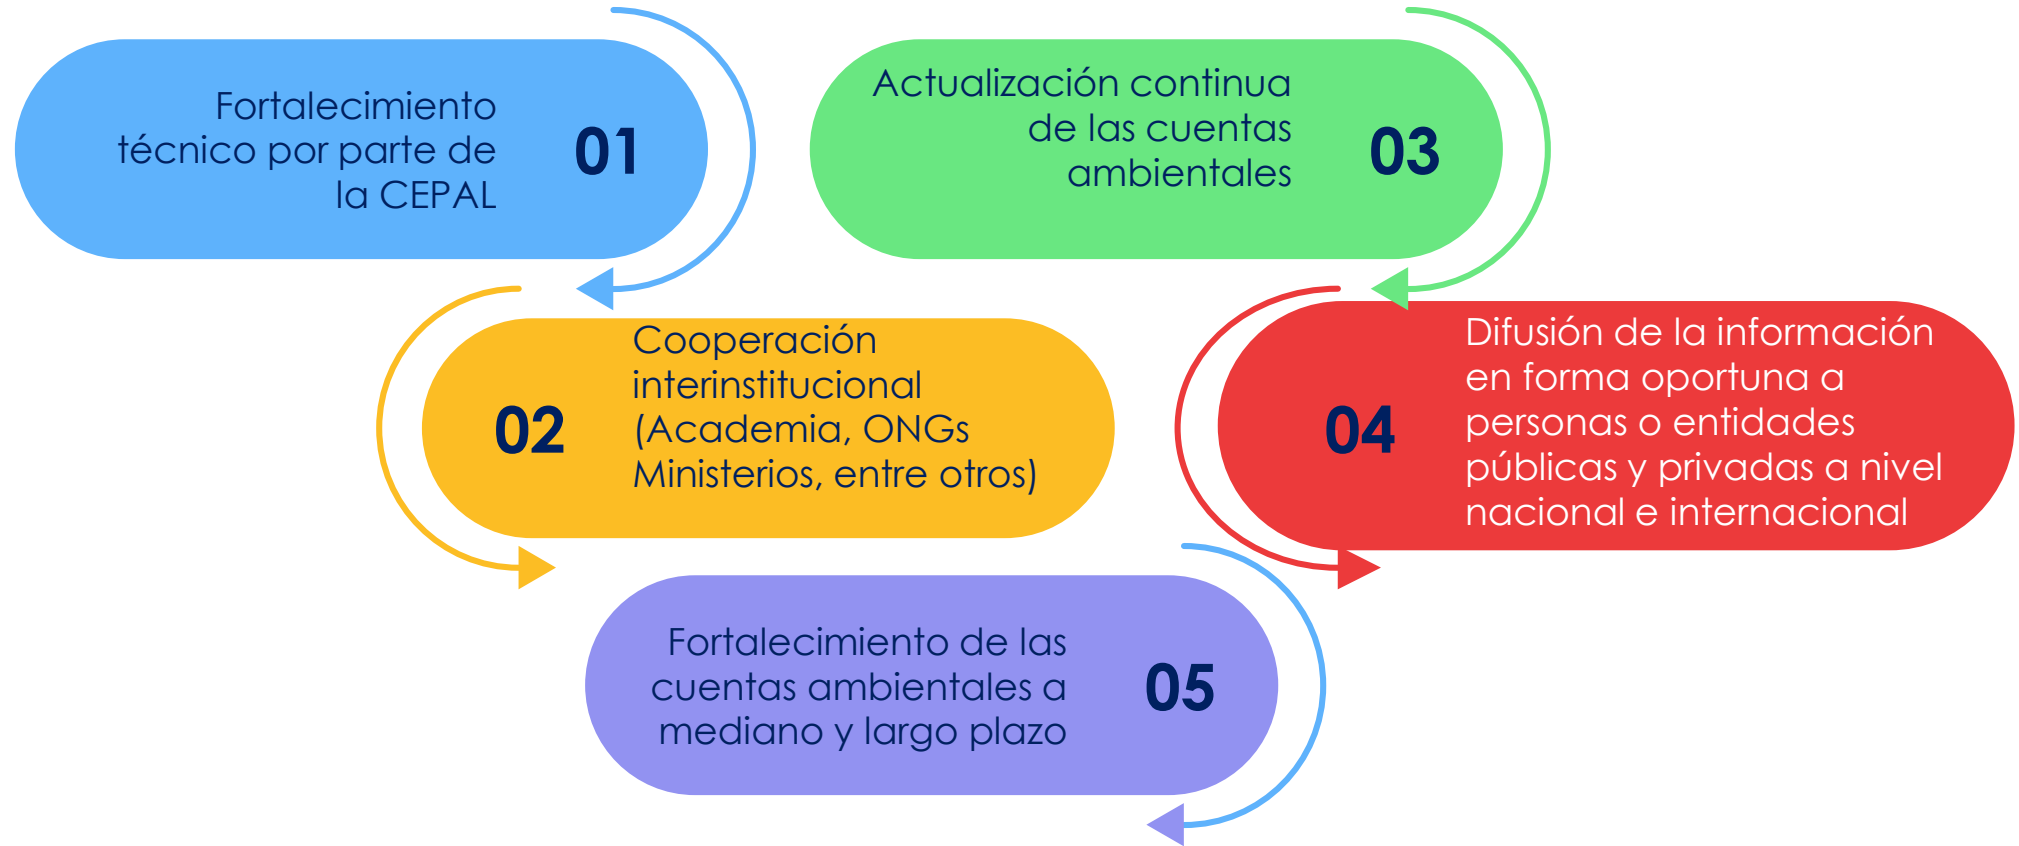 Fortalecimiento
técnico por parte de
la CEPAL
01
Cooperación
interinstitucional
(Academia, ONGs
Ministerios, entre otros)
02
Actualización continua
de las cuentas
ambientales
03
Difusión de la información
en forma oportuna a
personas o entidades
públicas y privadas a nivel
nacional e internacional
04
Fortalecimiento de las
cuentas ambientales a
mediano y largo plazo
05